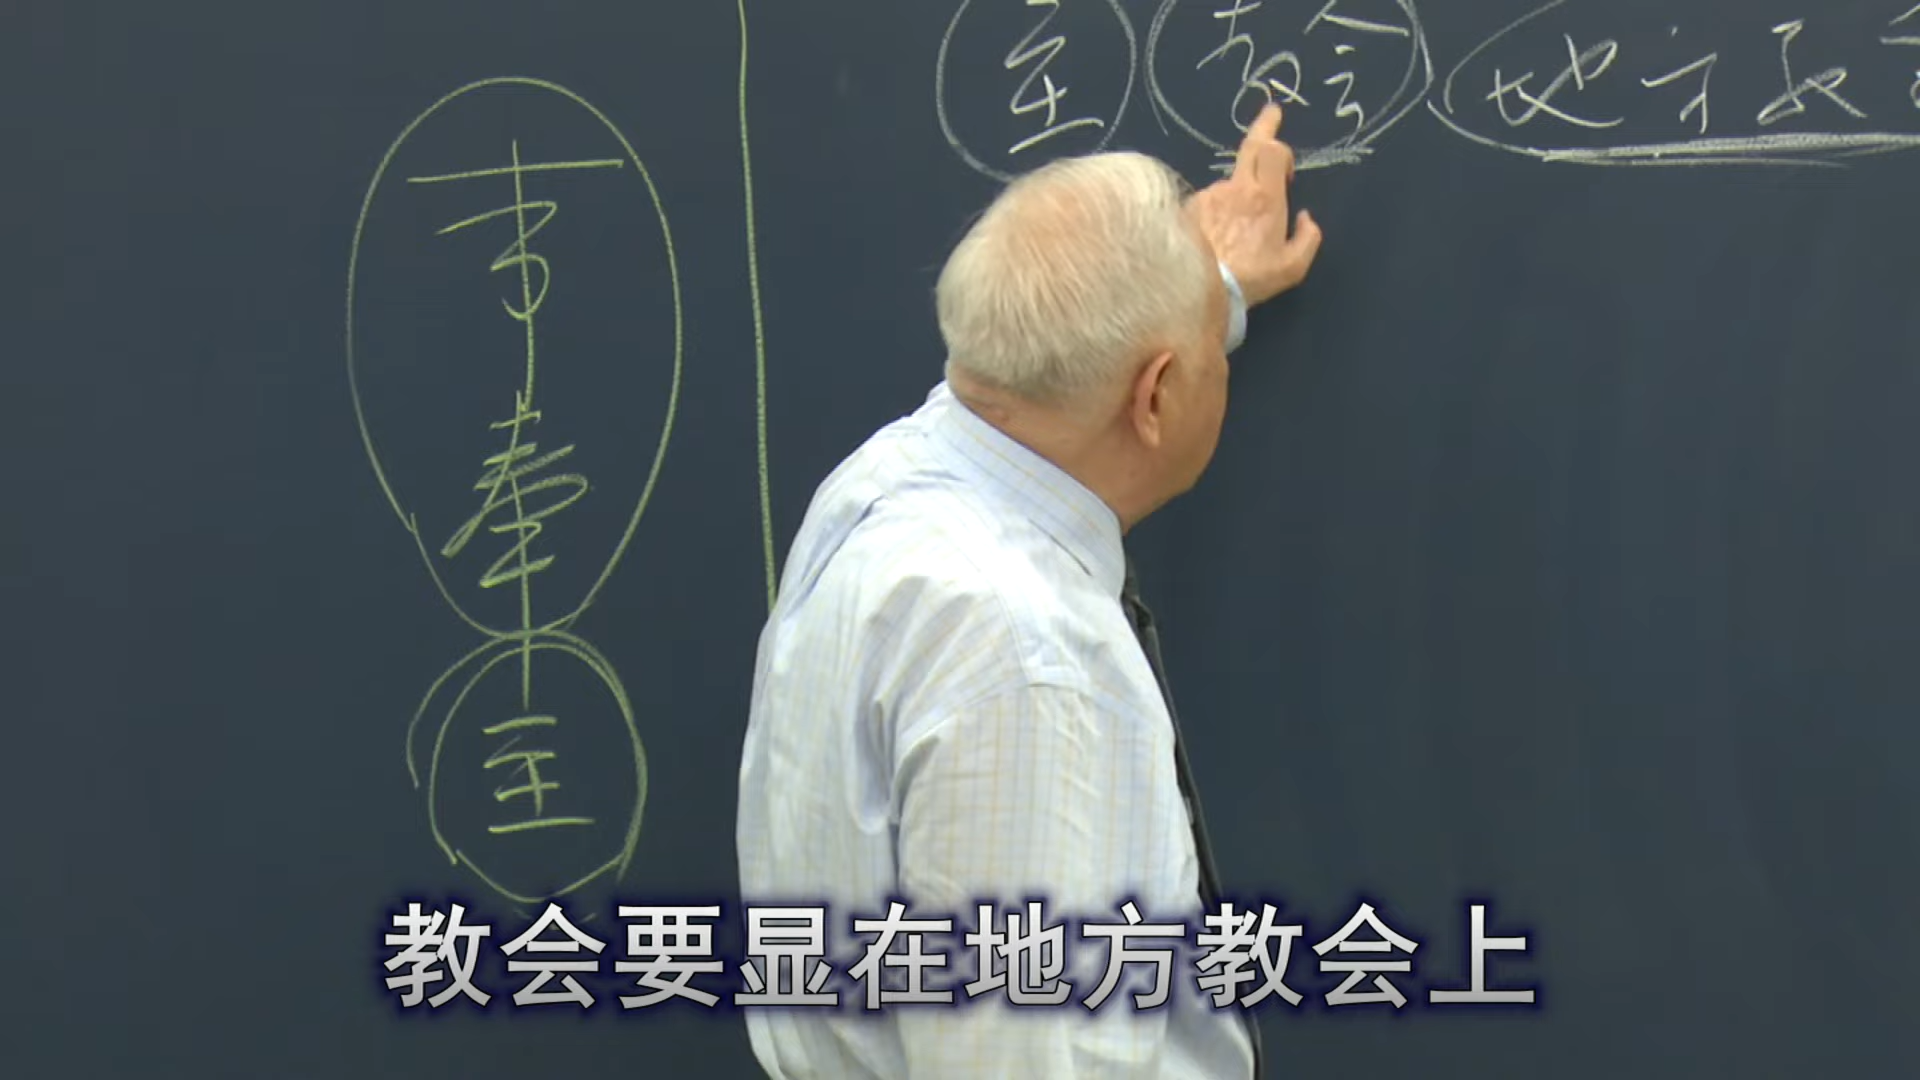 主 教会 地方教
事奉
主
教会要显在地方教会上